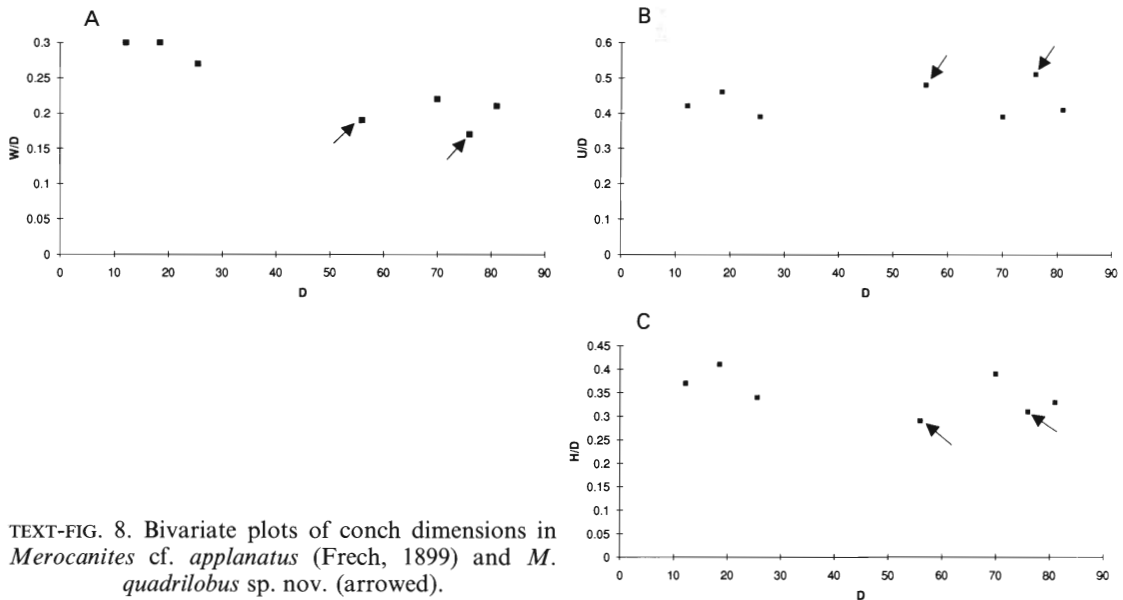 A
0.3
0.25
0.2
0.15
0.1
0.05
0
W/D
0 10 20 30 40 50 60 70 80 90
D
B
0.6
0.5
0.4
0.3
0.2
0.1
0
U/D
0 10 20 30 40 50 60 70 80 90
D
C
0.45
0.4
0.35
0.3
0.25
0.2
0.15
0.1
0.05
0
H/D
0 10 20 30 40 50 60 70 80 90
D
TEXT-FIG. 8. Bivariate plots of conch dimensions in
Merocanites cf. applanatus (Frech, 1899) and M.
quadrilobus sp. nov. (arrowed).